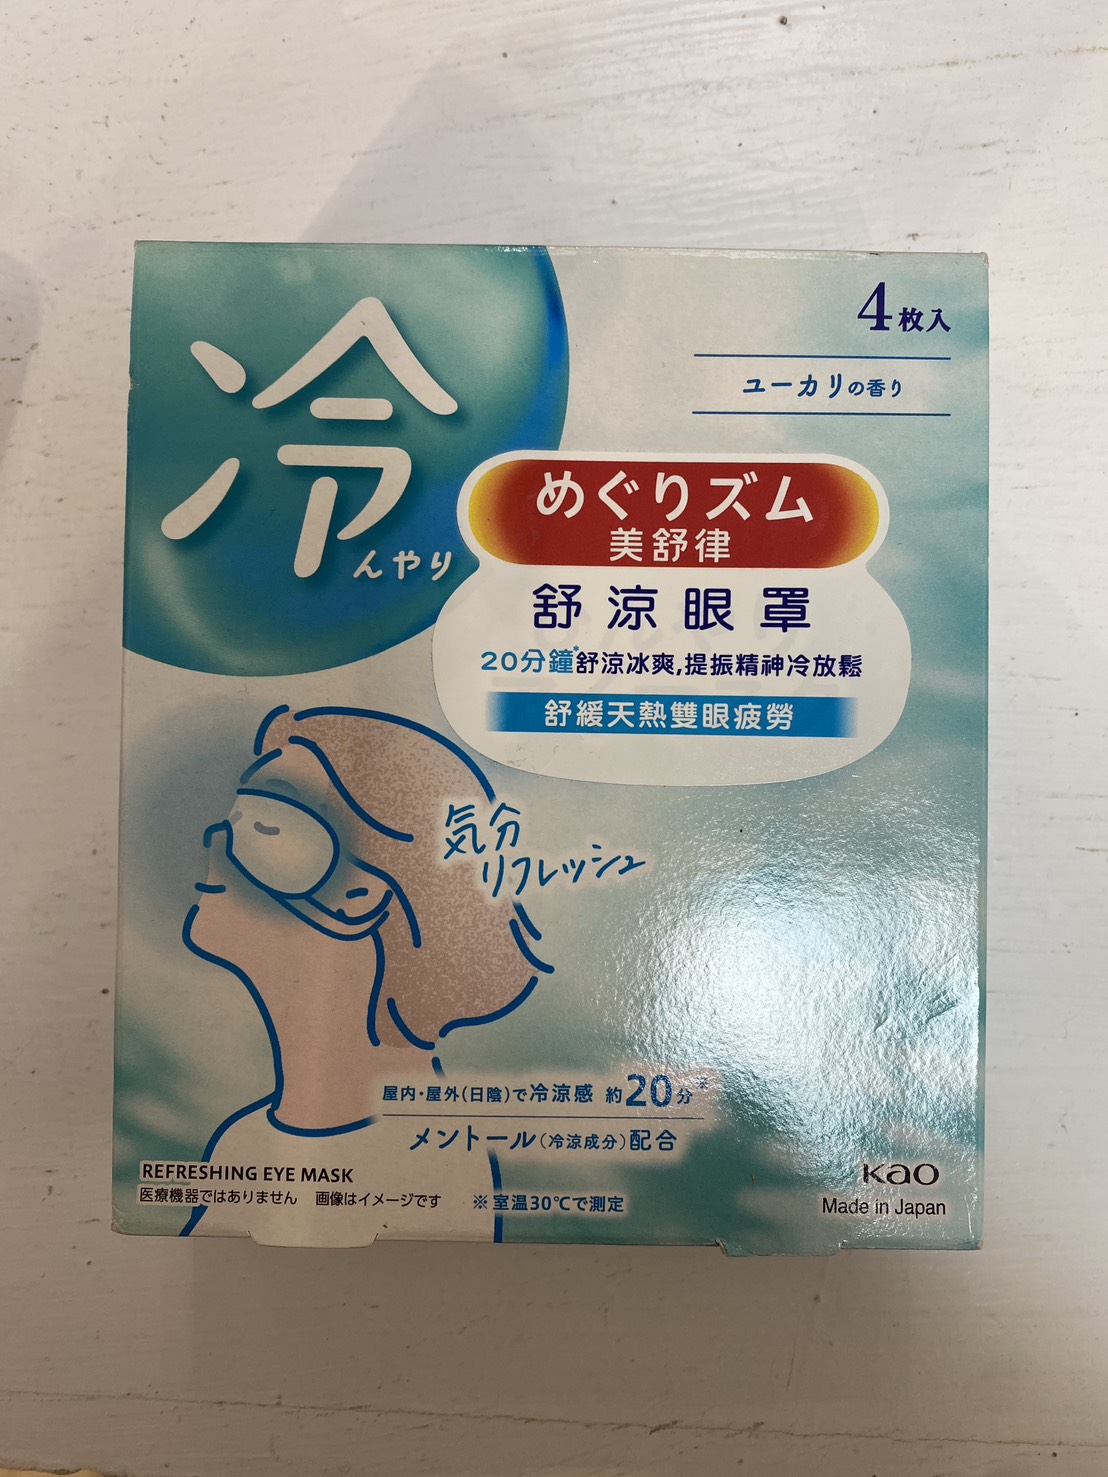 4枚入
ユーカリの香り
冷んやり
めぐりズム
美舒律
舒涼眼罩
20分鐘*舒涼冰爽,提振精神冷放鬆
舒緩天熱雙眼疲勞
気分
リフレッシュ
屋内・屋外(日陰)で冷涼感 約20分※
メントール(冷涼成分)配合
REFRESHING EYE MASK
医療機器ではありません 画像はイメージです ※室温30℃で測定
Kao
Made in Japan